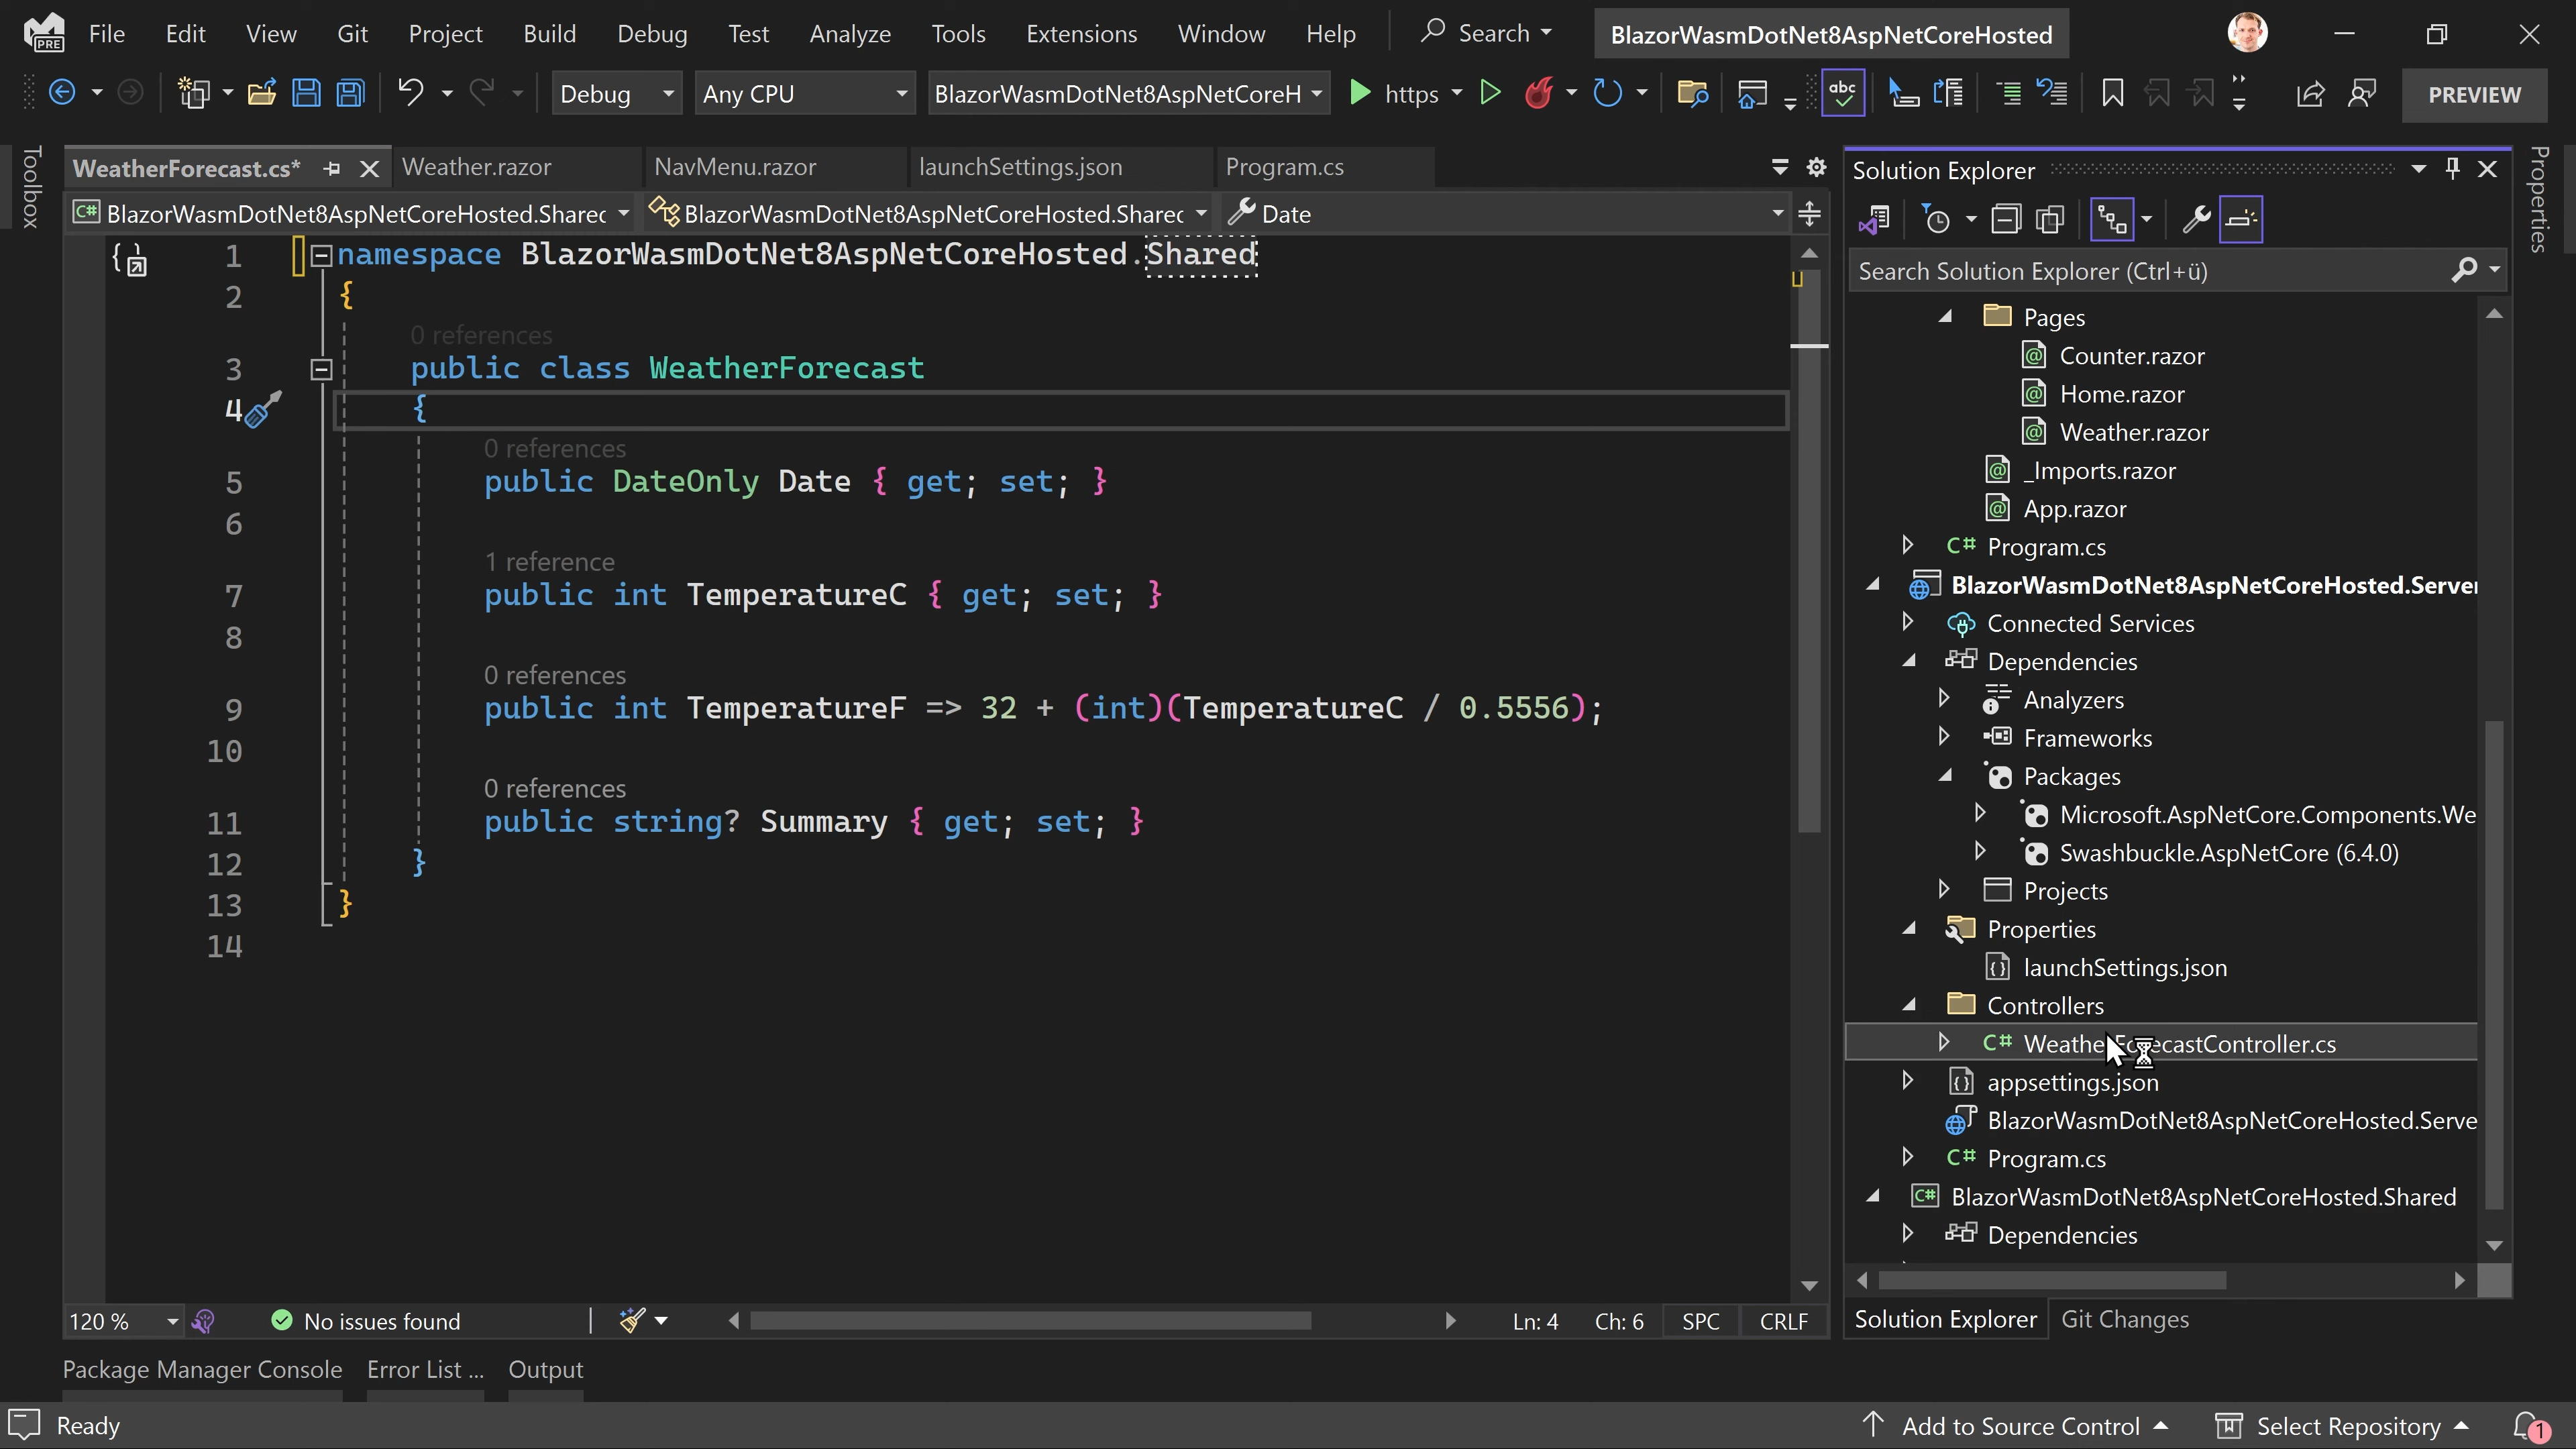 PRE File Edit View Git Project Build Debug Test Analyze Tools Extensions Window Help Search BlazorWasmDotNet8AspNetCoreHosted
Debug Any CPU BlazorWasmDotNet8AspNetCoreH https abc PREVIEW
Toolbox
WeatherForecast.cs* Weather.razor NavMenu.razor launchSettings.json Program.cs
C# BlazorWasmDotNet8AspNetCoreHosted.Sharec BlazorWasmDotNet8AspNetCoreHosted.Sharec Date
1 namespace BlazorWasmDotNet8AspNetCoreHosted.Shared
2 {
0 references
3 public class WeatherForecast
4 {
0 references
5 public DateOnly Date { get; set; }
6
1 reference
7 public int TemperatureC { get; set; }
8
0 references
9 public int TemperatureF => 32 + (int)(TemperatureC / 0.5556);
10
0 references
11 public string? Summary { get; set; }
12 }
13 }
14
120 % No issues found Ln: 4 Ch: 6 SPC CRLF
Solution Explorer
Search Solution Explorer (Ctrl+ü)
Pages
@ Counter.razor
@ Home.razor
@ Weather.razor
@ _Imports.razor
@ App.razor
C# Program.cs
BlazorWasmDotNet8AspNetCoreHosted.Server
Connected Services
Dependencies
Analyzers
Frameworks
Packages
Microsoft.AspNetCore.Components.We
Swashbuckle.AspNetCore (6.4.0)
Projects
Properties
launchSettings.json
Controllers
C# WeatherForecastController.cs
appsettings.json
BlazorWasmDotNet8AspNetCoreHosted.Serve
C# Program.cs
C# BlazorWasmDotNet8AspNetCoreHosted.Shared
Dependencies
Solution Explorer Git Changes
Properties
Package Manager Console Error List ... Output
Ready Add to Source Control Select Repository 1